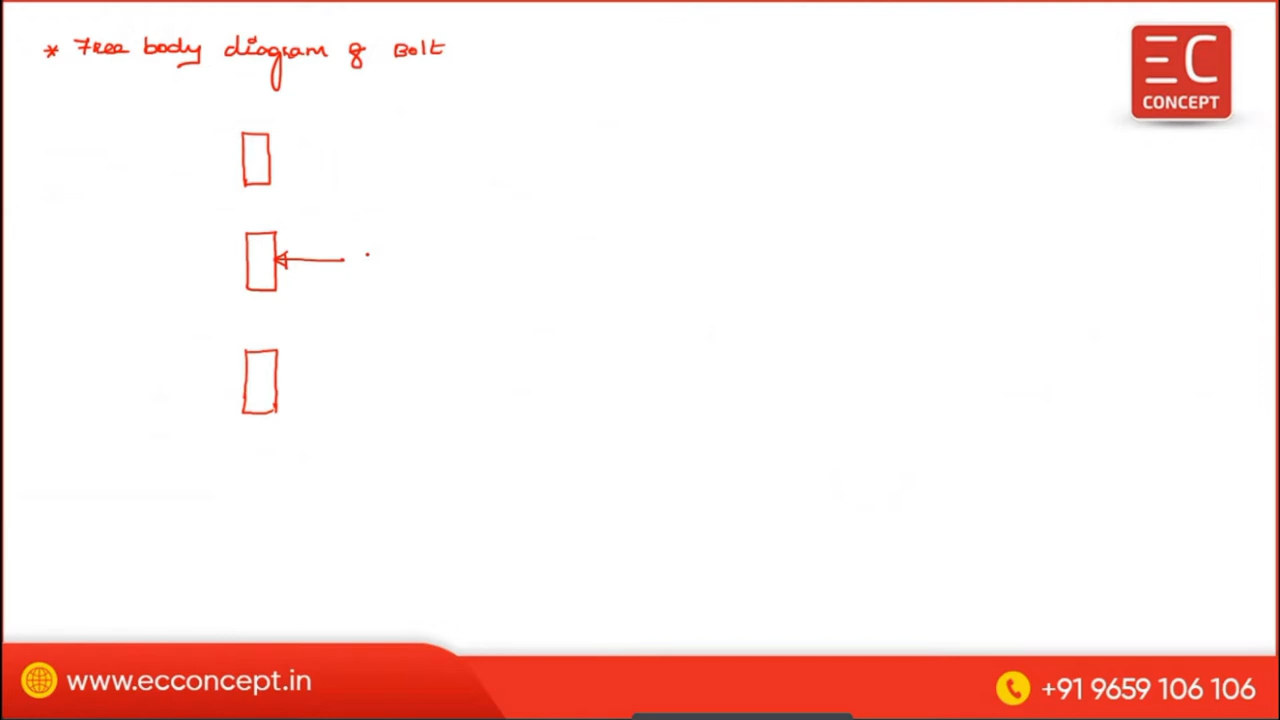 * Free body diagram of Bolt
EC
CONCEPT
www.ecconcept.in
+91 9659 106 106